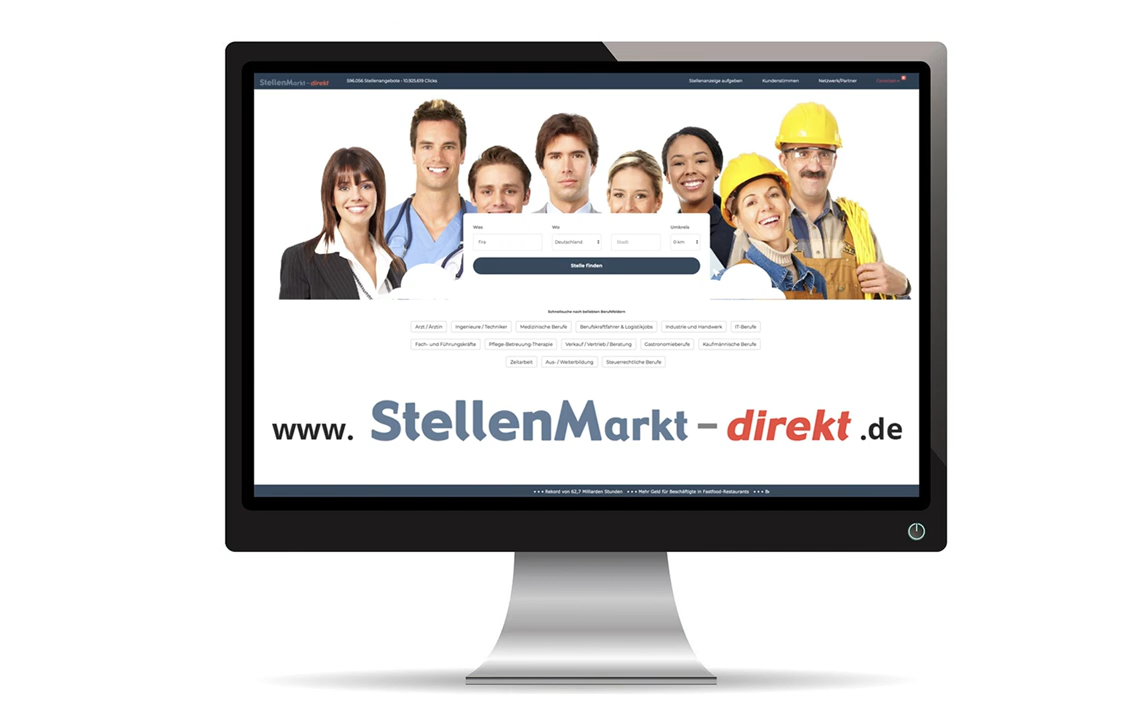 StellenMarkt - direkt
596.056 Stellenangebote - 10.925.619 Clicks
Stellenanzeige aufgeben
Kundenstimmen
Netzwerk/Partner
Was
Wo
Umkreis
Deutschland
Stadt
0 km
Stelle finden
Schnellsuche nach beliebten Berufsfeldern
Arzt / Ärztin
Ingenieure / Techniker
Medizinische Berufe
Berufskraftfahrer & Logistikjobs
Industrie und Handwerk
IT-Berufe
Fach- und Führungskräfte
Pflege-Betreuung-Therapie
Verkauf / Vertrieb / Beratung
Gastronomieberufe
Kaufmännische Berufe
Zeitarbeit
Aus- / Weiterbildung
Steuerrechtliche Berufe
www. StellenMarkt - direkt .de
• • • Rekord von 62,7 Milliarden Stunden • • • Mehr Geld für Beschäftigte in Fastfood-Restaurants • • •